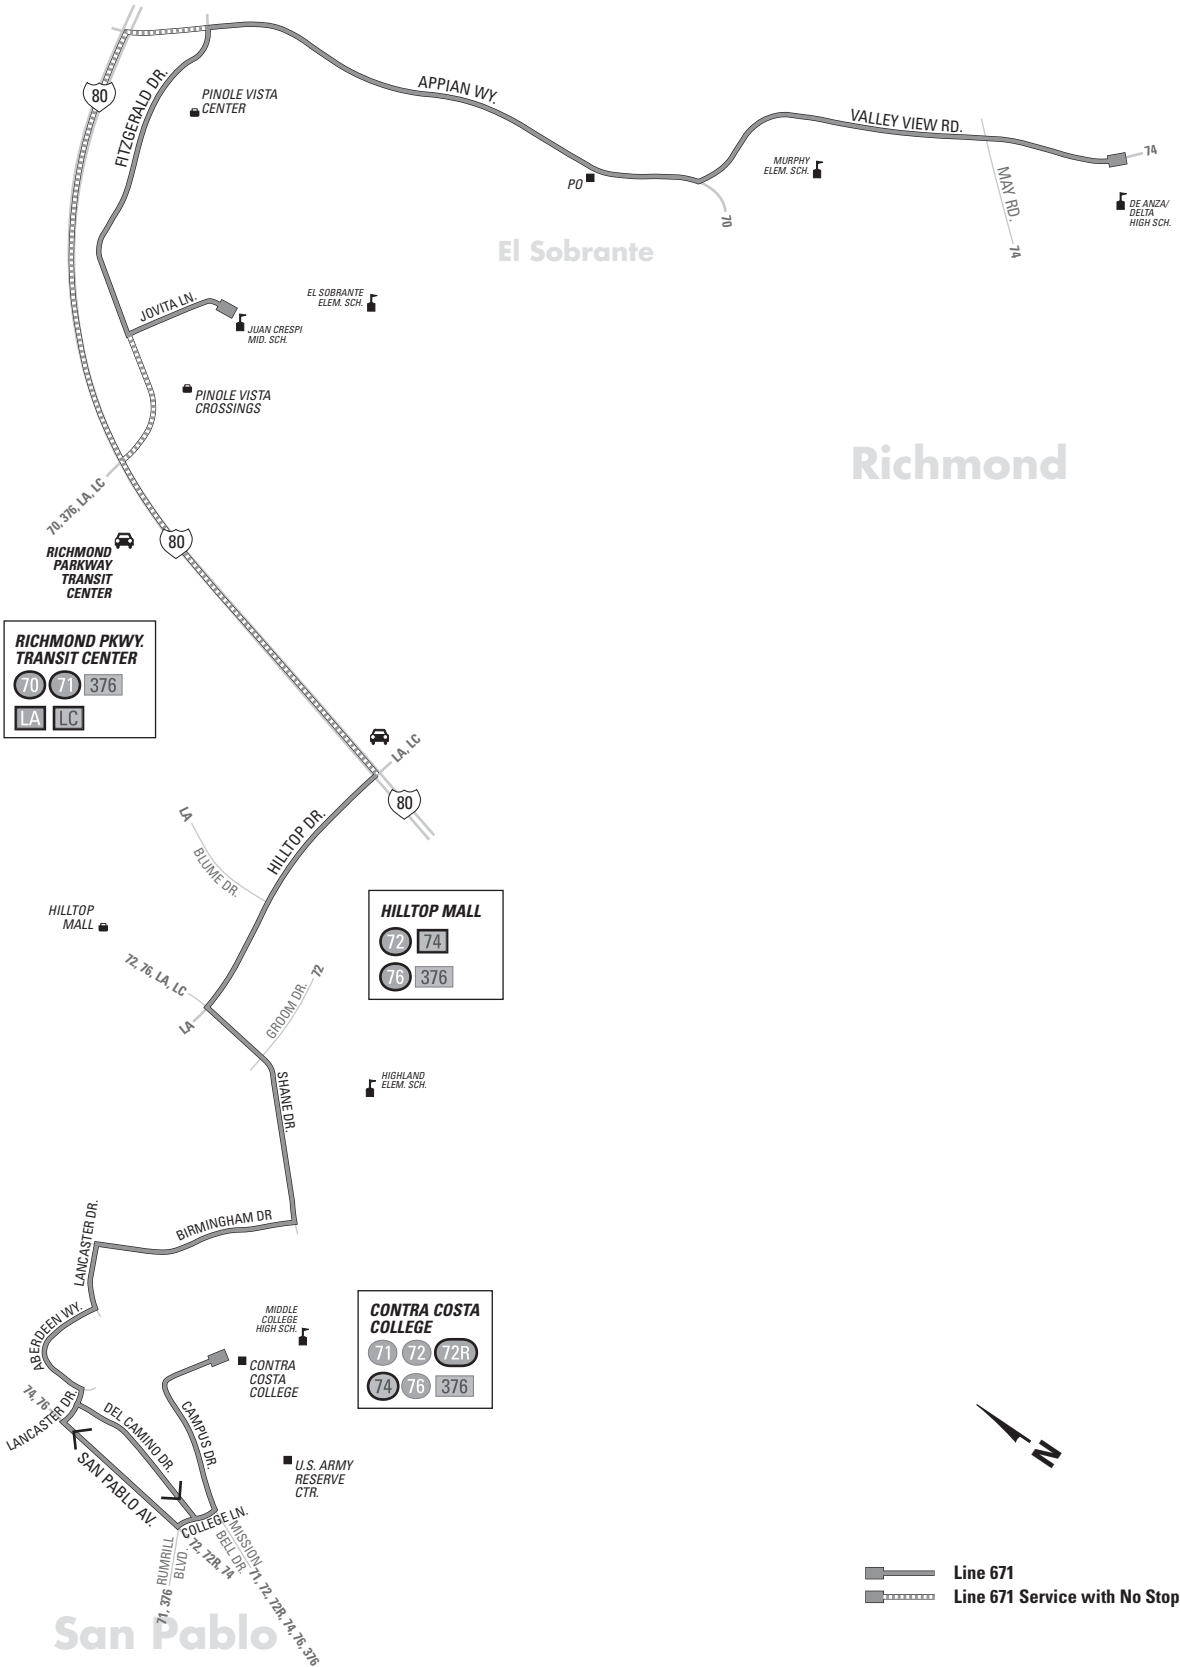 80
FITZGERALD DR.
PINOLE VISTA
CENTER
APPIAN WY.
VALLEY VIEW RD.
74
PO
MURPHY
ELEM. SCH.
MAY RD.
74
DE ANZA/
DELTA
HIGH SCH.
70
El Sobrante
JOVITA LN.
EL SOBRANTE
ELEM. SCH.
JUAN CRESPI
MID. SCH.
PINOLE VISTA
CROSSINGS
Richmond
70, 376, LA, LC
80
RICHMOND
PARKWAY
TRANSIT
CENTER
RICHMOND PKWY.
TRANSIT CENTER
70 71 376
LA LC
LA, LC
80
HILLTOP DR.
LA
BLUME DR.
HILLTOP
MALL
HILLTOP MALL
72 74
76 376
72, 76, LA, LC
LA
GROOM DR.
72
SHANE DR.
HIGHLAND
ELEM. SCH.
BIRMINGHAM DR
LANCASTER DR.
ABERDEEN WY.
MIDDLE
COLLEGE
HIGH SCH.
CONTRA
COSTA
COLLEGE
CONTRA COSTA
COLLEGE
71 72 72R
74 76 376
74, 76
LANCASTER DR.
DEL CAMINO DR.
CAMPUS DR.
SAN PABLO AV.
U.S. ARMY
RESERVE
CTR.
COLLEGE LN.
MISSION
BELL DR.
RUMRILL
BLVD.
71, 376
72, 72R, 74
71, 72, 72R, 74, 76, 376
San Pablo
N
Line 671
Line 671 Service with No Stop